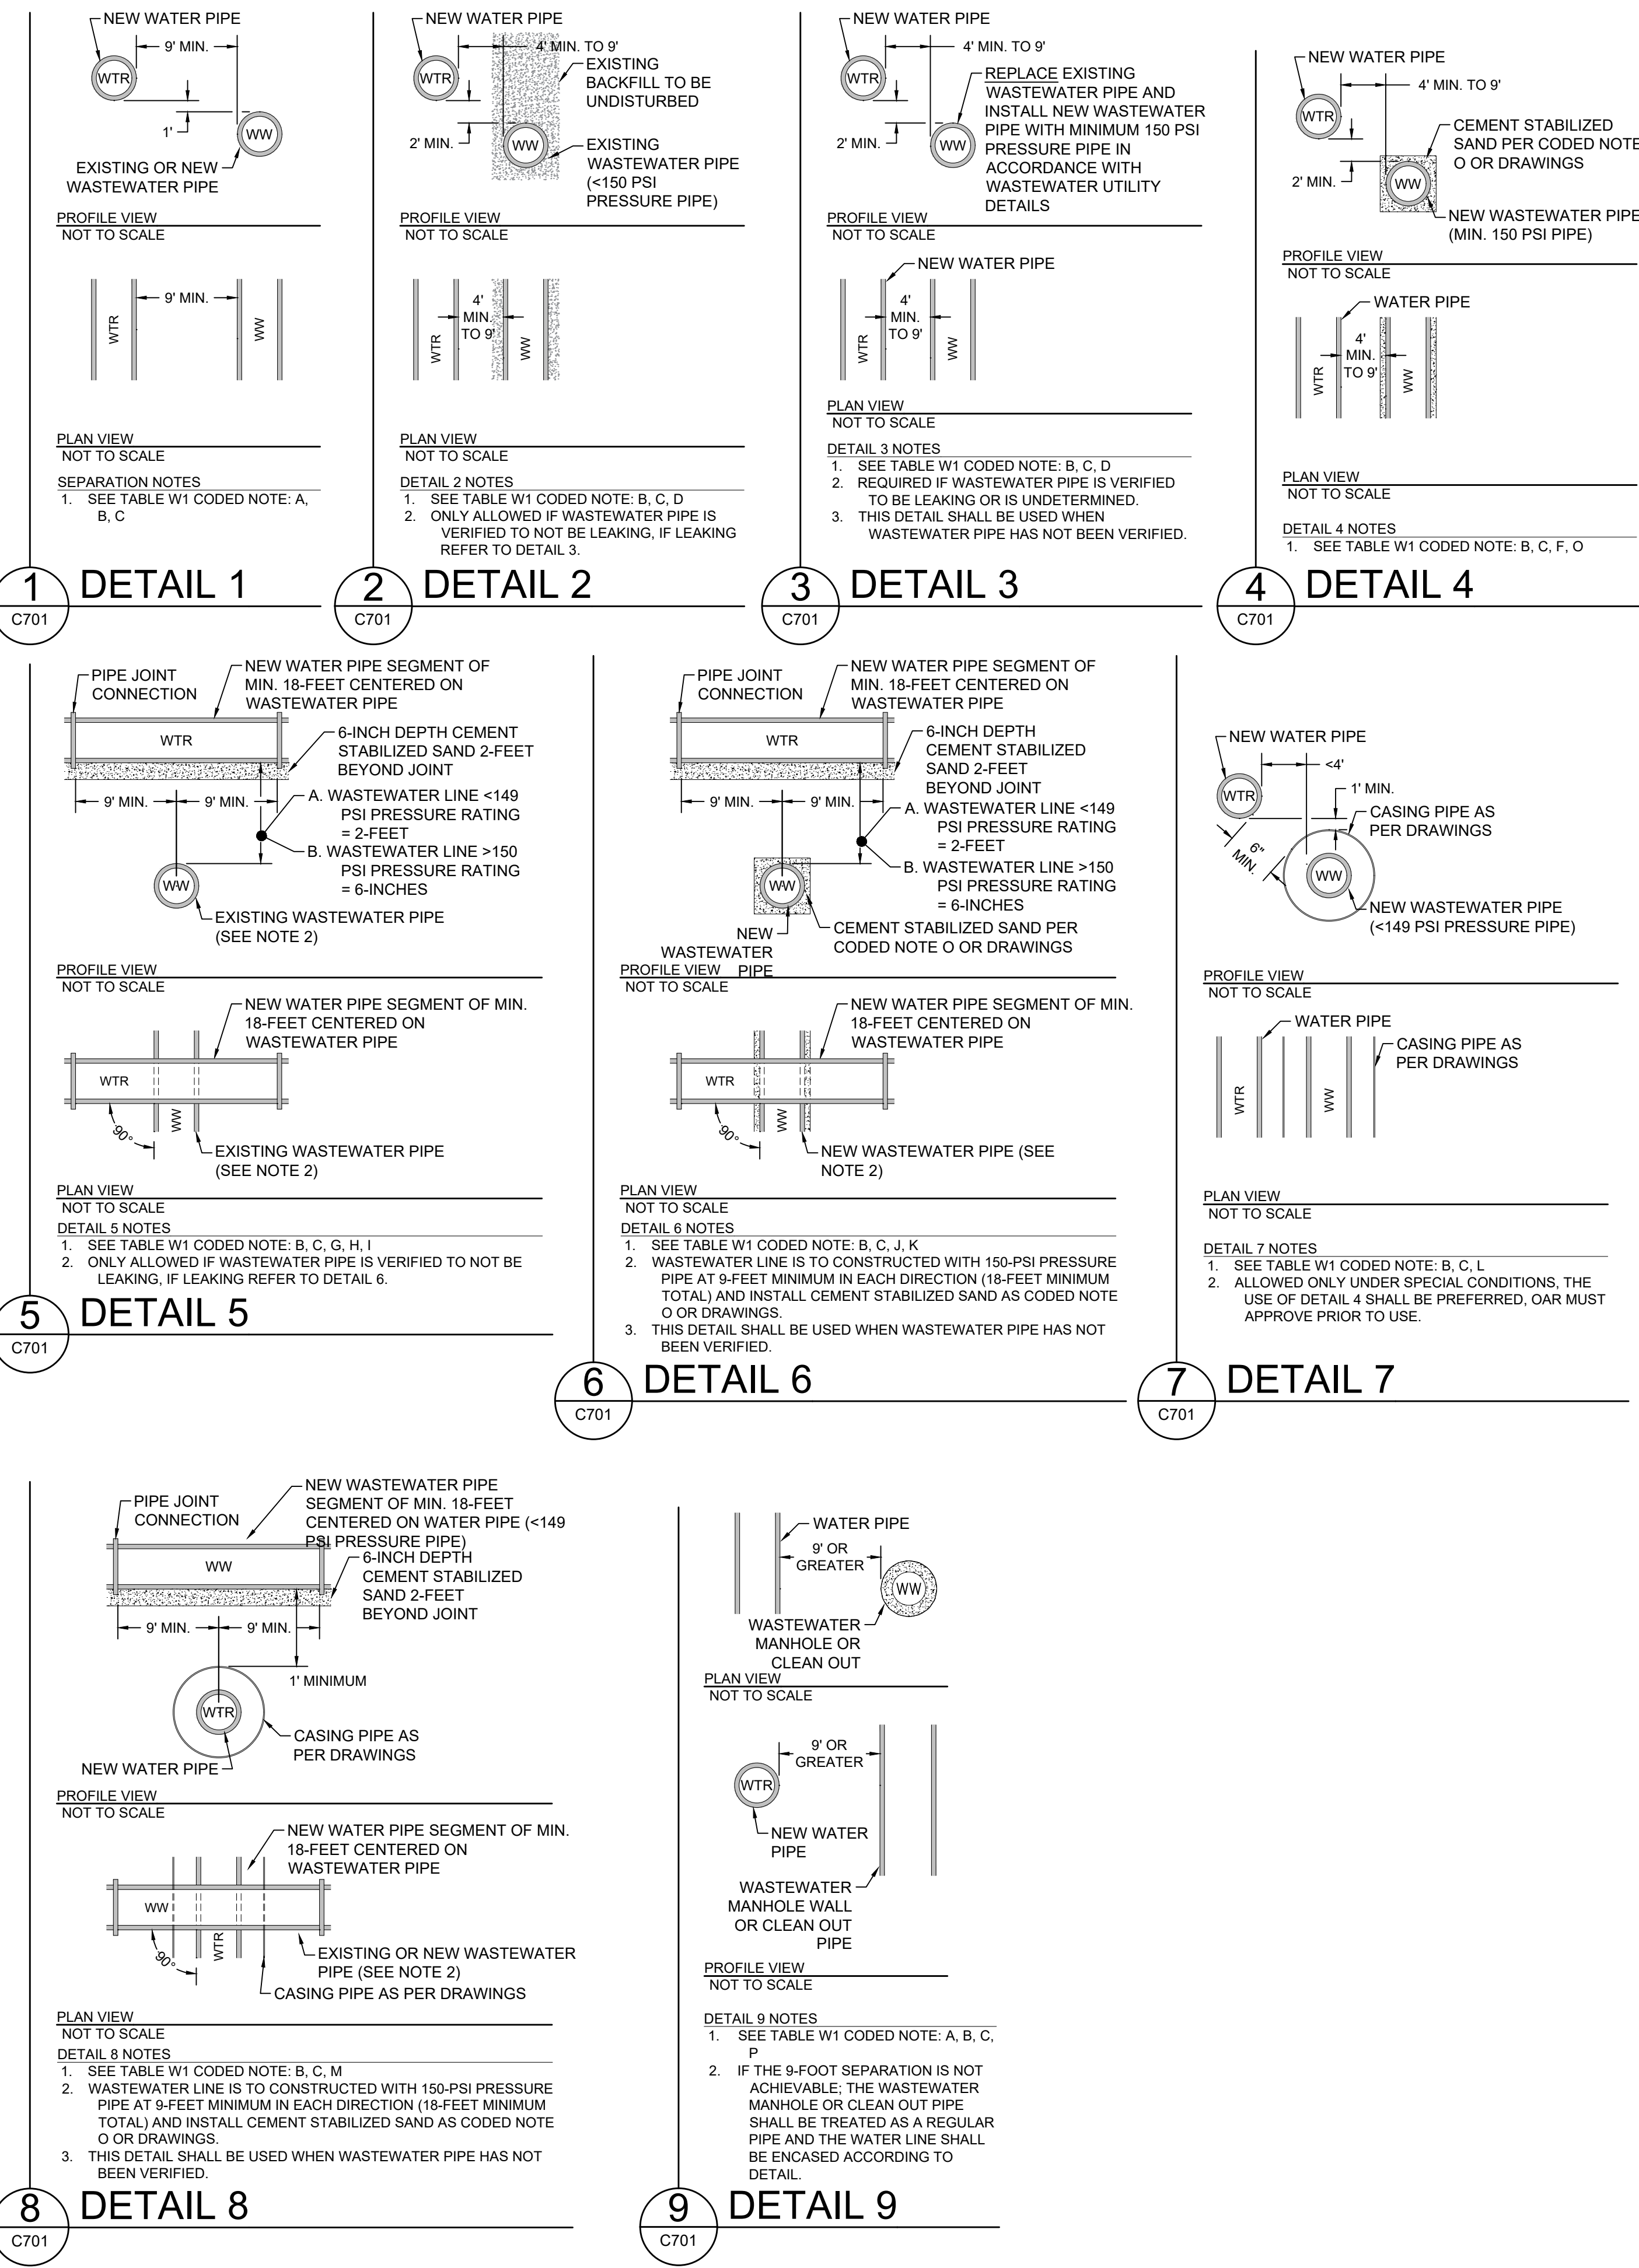 NEW WATER PIPE
9' MIN.
WTR
1'
WW
EXISTING OR NEW
WASTEWATER PIPE
PROFILE VIEW
NOT TO SCALE
9' MIN.
WTR
WW
PLAN VIEW
NOT TO SCALE
SEPARATION NOTES
1. SEE TABLE W1 CODED NOTE: A,
B, C
1
C701
DETAIL 1
NEW WATER PIPE
4' MIN. TO 9'
WTR
EXISTING
BACKFILL TO BE
UNDISTURBED
2' MIN.
WW
EXISTING
WASTEWATER PIPE
(<150 PSI
PRESSURE PIPE)
PROFILE VIEW
NOT TO SCALE
4'
MIN.
TO 9'
WTR
WW
PLAN VIEW
NOT TO SCALE
DETAIL 2 NOTES
1. SEE TABLE W1 CODED NOTE: B, C, D
2. ONLY ALLOWED IF WASTEWATER PIPE IS
VERIFIED TO NOT BE LEAKING, IF LEAKING
REFER TO DETAIL 3.
2
C701
DETAIL 2
NEW WATER PIPE
4' MIN. TO 9'
WTR
REPLACE EXISTING
WASTEWATER PIPE AND
INSTALL NEW WASTEWATER
PIPE WITH MINIMUM 150 PSI
PRESSURE PIPE IN
ACCORDANCE WITH
WASTEWATER UTILITY
DETAILS
2' MIN.
WW
PROFILE VIEW
NOT TO SCALE
NEW WATER PIPE
4'
MIN.
TO 9'
WTR
WW
PLAN VIEW
NOT TO SCALE
DETAIL 3 NOTES
1. SEE TABLE W1 CODED NOTE: B, C, D
2. REQUIRED IF WASTEWATER PIPE IS VERIFIED
TO BE LEAKING OR IS UNDETERMINED.
3. THIS DETAIL SHALL BE USED WHEN
WASTEWATER PIPE HAS NOT BEEN VERIFIED.
3
C701
DETAIL 3
NEW WATER PIPE
4' MIN. TO 9'
WTR
CEMENT STABILIZED
SAND PER CODED NOTE
O OR DRAWINGS
2' MIN.
WW
NEW WASTEWATER PIPE
(MIN. 150 PSI PIPE)
PROFILE VIEW
NOT TO SCALE
WATER PIPE
4'
MIN.
TO 9'
WTR
WW
PLAN VIEW
NOT TO SCALE
DETAIL 4 NOTES
1. SEE TABLE W1 CODED NOTE: B, C, F, O
4
C701
DETAIL 4
PIPE JOINT
CONNECTION
NEW WATER PIPE SEGMENT OF
MIN. 18-FEET CENTERED ON
WASTEWATER PIPE
WTR
6-INCH DEPTH CEMENT
STABILIZED SAND 2-FEET
BEYOND JOINT
9' MIN.
9' MIN.
A. WASTEWATER LINE <149
PSI PRESSURE RATING
= 2-FEET
B. WASTEWATER LINE >150
PSI PRESSURE RATING
= 6-INCHES
WW
EXISTING WASTEWATER PIPE
(SEE NOTE 2)
PROFILE VIEW
NOT TO SCALE
NEW WATER PIPE SEGMENT OF MIN.
18-FEET CENTERED ON
WASTEWATER PIPE
WTR
90°
WW
EXISTING WASTEWATER PIPE
(SEE NOTE 2)
PLAN VIEW
NOT TO SCALE
DETAIL 5 NOTES
1. SEE TABLE W1 CODED NOTE: B, C, G, H, I
2. ONLY ALLOWED IF WASTEWATER PIPE IS VERIFIED TO NOT BE
LEAKING, IF LEAKING REFER TO DETAIL 6.
5
C701
DETAIL 5
PIPE JOINT
CONNECTION
NEW WATER PIPE SEGMENT OF
MIN. 18-FEET CENTERED ON
WASTEWATER PIPE
WTR
6-INCH DEPTH
CEMENT STABILIZED
SAND 2-FEET
BEYOND JOINT
9' MIN.
9' MIN.
A. WASTEWATER LINE <149
PSI PRESSURE RATING
= 2-FEET
B. WASTEWATER LINE >150
PSI PRESSURE RATING
= 6-INCHES
WW
NEW
WASTEWATER
PIPE
CEMENT STABILIZED SAND PER
CODED NOTE O OR DRAWINGS
PROFILE VIEW
NOT TO SCALE
NEW WATER PIPE SEGMENT OF MIN.
18-FEET CENTERED ON
WASTEWATER PIPE
WTR
90°
WW
NEW WASTEWATER PIPE (SEE
NOTE 2)
PLAN VIEW
NOT TO SCALE
DETAIL 6 NOTES
1. SEE TABLE W1 CODED NOTE: B, C, J, K
2. WASTEWATER LINE IS TO CONSTRUCTED WITH 150-PSI PRESSURE
PIPE AT 9-FEET MINIMUM IN EACH DIRECTION (18-FEET MINIMUM
TOTAL) AND INSTALL CEMENT STABILIZED SAND AS CODED NOTE
O OR DRAWINGS.
3. THIS DETAIL SHALL BE USED WHEN WASTEWATER PIPE HAS NOT
BEEN VERIFIED.
6
C701
DETAIL 6
NEW WATER PIPE
<4'
WTR
1' MIN.
CASING PIPE AS
PER DRAWINGS
6"
MIN.
WW
NEW WASTEWATER PIPE
(<149 PSI PRESSURE PIPE)
PROFILE VIEW
NOT TO SCALE
WATER PIPE
CASING PIPE AS
PER DRAWINGS
WTR
WW
PLAN VIEW
NOT TO SCALE
DETAIL 7 NOTES
1. SEE TABLE W1 CODED NOTE: B, C, L
2. ALLOWED ONLY UNDER SPECIAL CONDITIONS, THE
USE OF DETAIL 4 SHALL BE PREFERRED, OAR MUST
APPROVE PRIOR TO USE.
7
C701
DETAIL 7
PIPE JOINT
CONNECTION
NEW WASTEWATER PIPE
SEGMENT OF MIN. 18-FEET
CENTERED ON WATER PIPE (<149
PSI PRESSURE PIPE)
WW
6-INCH DEPTH
CEMENT STABILIZED
SAND 2-FEET
BEYOND JOINT
9' MIN.
9' MIN.
1' MINIMUM
WTR
CASING PIPE AS
PER DRAWINGS
NEW WATER PIPE
PROFILE VIEW
NOT TO SCALE
NEW WATER PIPE SEGMENT OF MIN.
18-FEET CENTERED ON
WASTEWATER PIPE
WW
90°
WTR
EXISTING OR NEW WASTEWATER
PIPE (SEE NOTE 2)
CASING PIPE AS PER DRAWINGS
PLAN VIEW
NOT TO SCALE
DETAIL 8 NOTES
1. SEE TABLE W1 CODED NOTE: B, C, M
2. WASTEWATER LINE IS TO CONSTRUCTED WITH 150-PSI PRESSURE
PIPE AT 9-FEET MINIMUM IN EACH DIRECTION (18-FEET MINIMUM
TOTAL) AND INSTALL CEMENT STABILIZED SAND AS CODED NOTE
O OR DRAWINGS.
3. THIS DETAIL SHALL BE USED WHEN WASTEWATER PIPE HAS NOT
BEEN VERIFIED.
8
C701
DETAIL 8
WATER PIPE
9' OR
GREATER
WW
WASTEWATER
MANHOLE OR
CLEAN OUT
PLAN VIEW
NOT TO SCALE
9' OR
GREATER
WTR
NEW WATER
PIPE
WASTEWATER
MANHOLE WALL
OR CLEAN OUT
PIPE
PROFILE VIEW
NOT TO SCALE
DETAIL 9 NOTES
1. SEE TABLE W1 CODED NOTE: A, B, C,
P
2. IF THE 9-FOOT SEPARATION IS NOT
ACHIEVABLE; THE WASTEWATER
MANHOLE OR CLEAN OUT PIPE
SHALL BE TREATED AS A REGULAR
PIPE AND THE WATER LINE SHALL
BE ENCASED ACCORDING TO
DETAIL.
9
C701
DETAIL 9